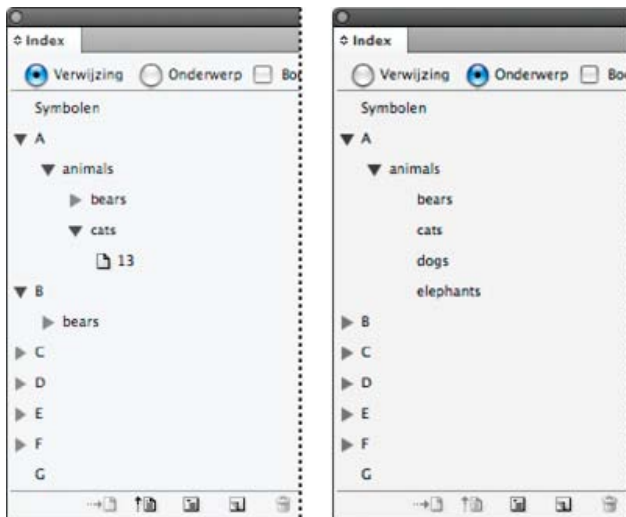 Index
Verwijzing Onderwerp
Symbolen
A
animals
bears
cats
13
B
bears
C
D
E
F
G
Index
Verwijzing Onderwerp
Symbolen
A
animals
bears
cats
dogs
elephants
B
C
D
E
F
G